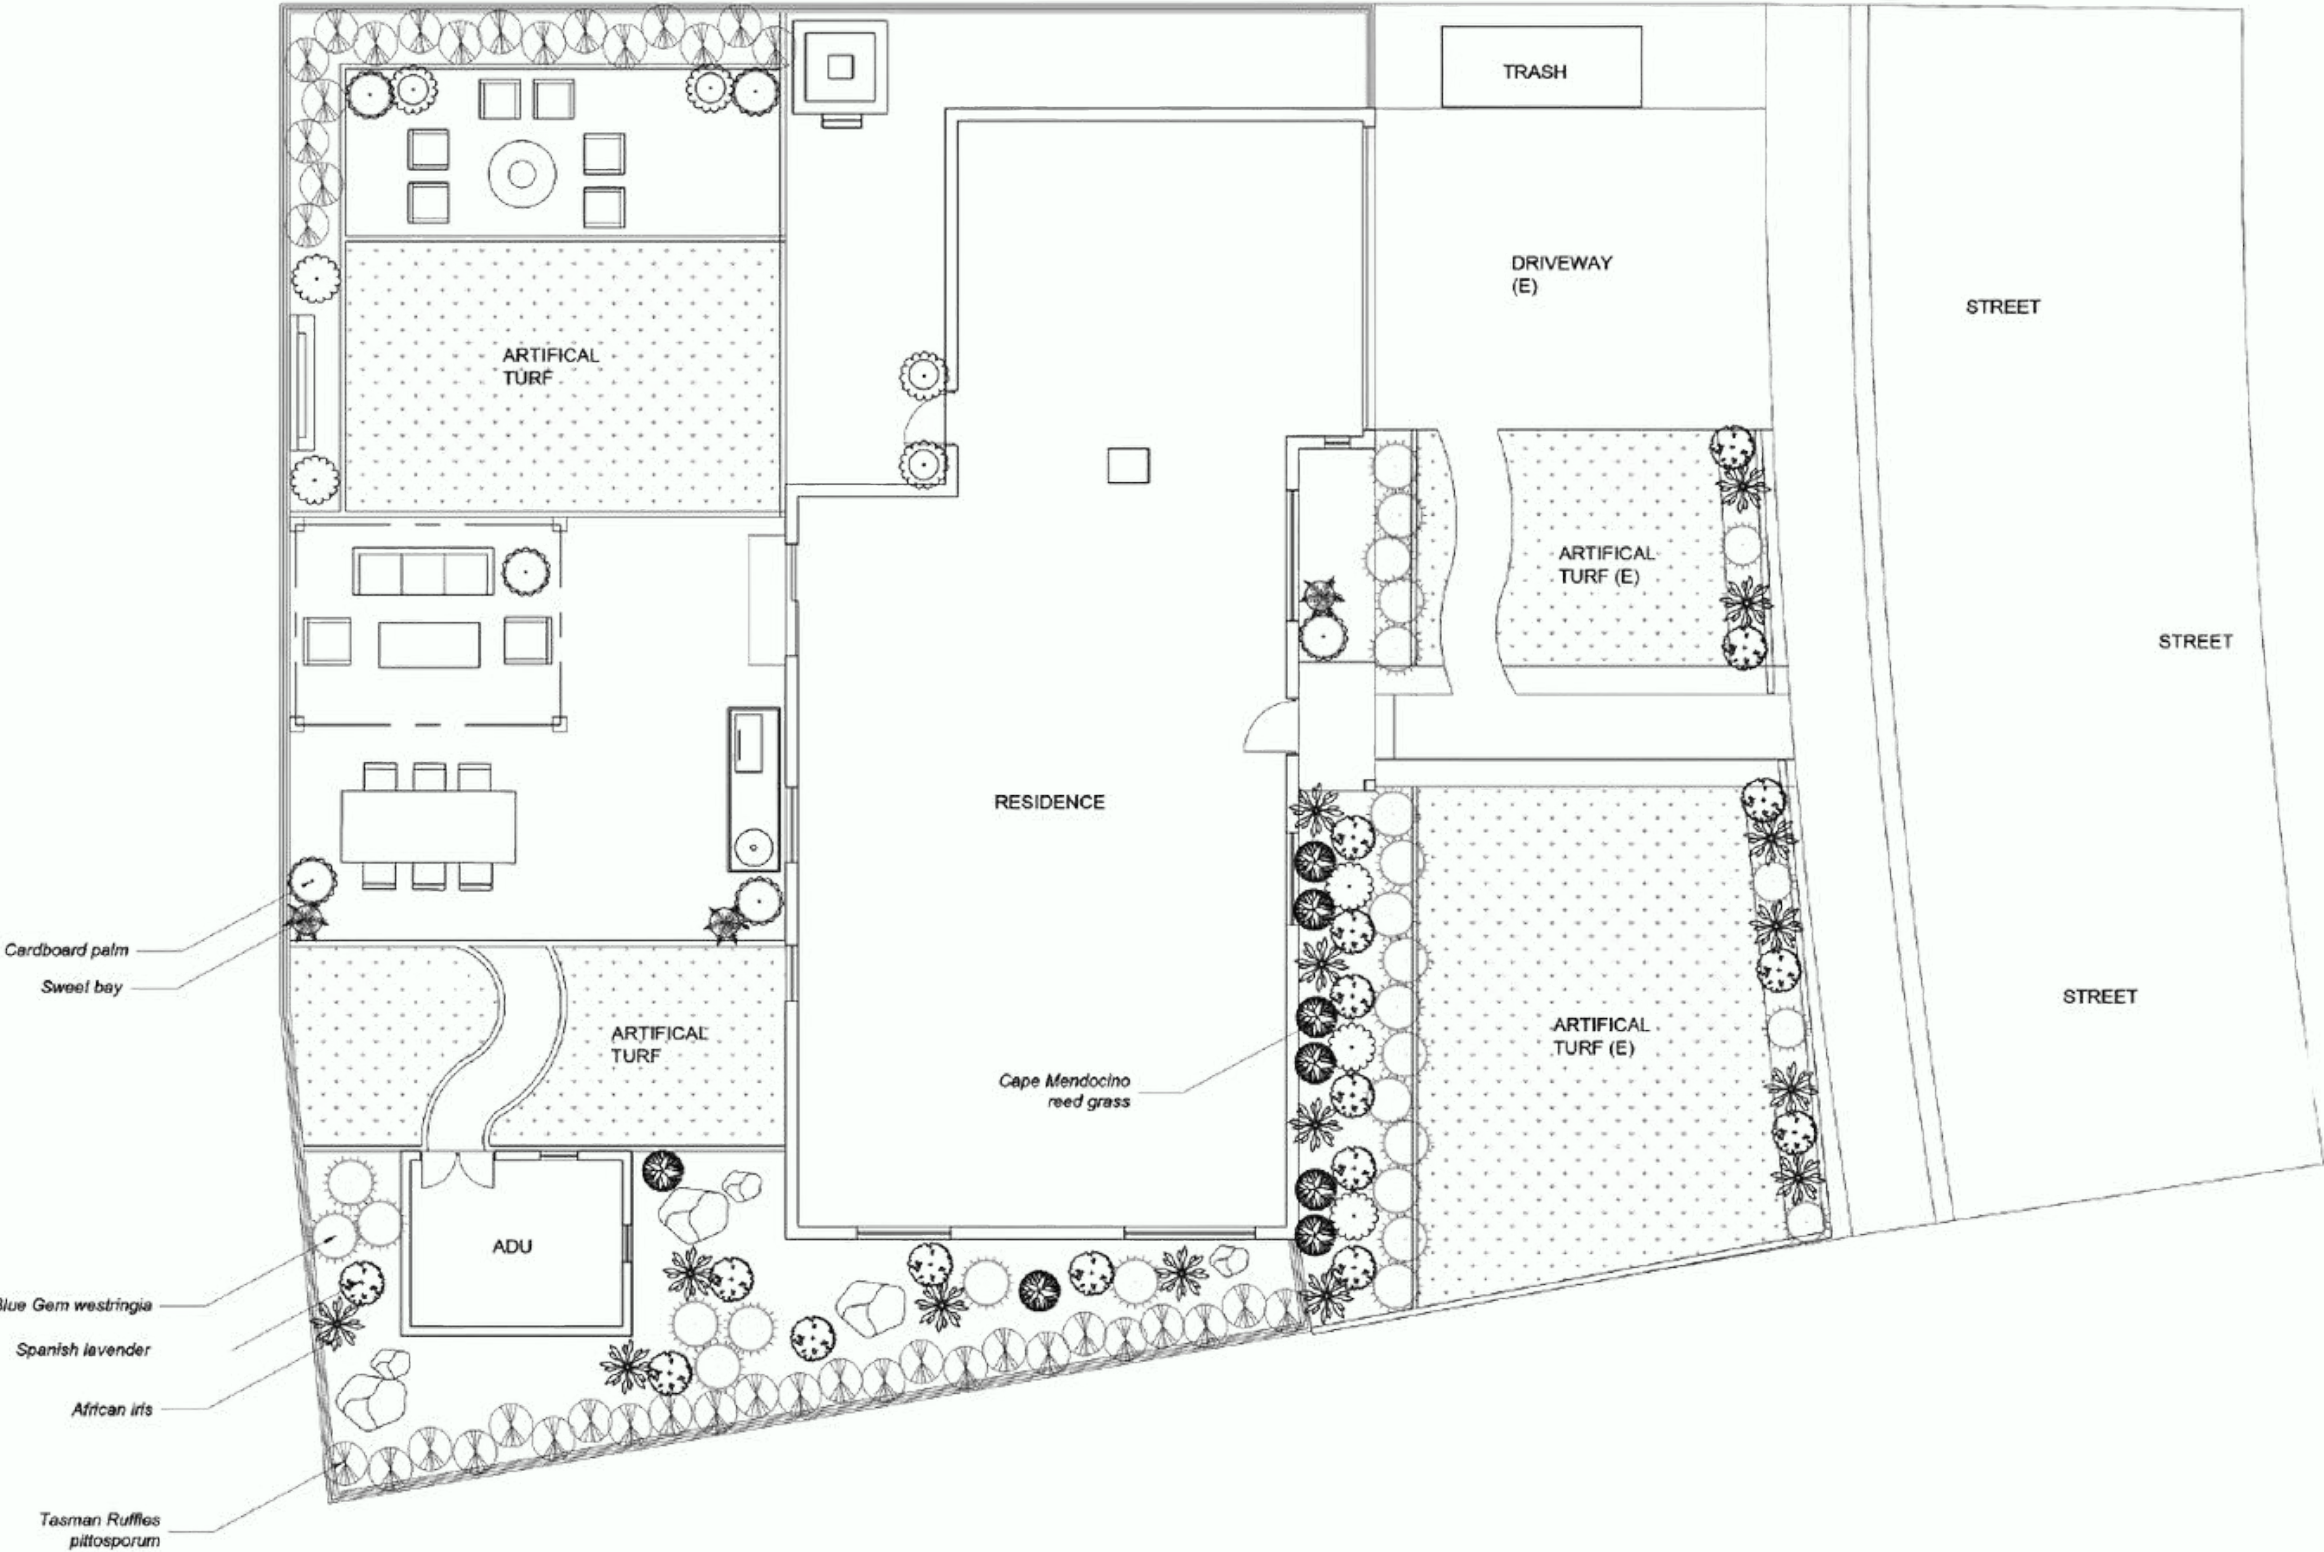 TRASH
DRIVEWAY
(E)
STREET
ARTIFICAL
TURF
ARTIFICAL
TURF (E)
STREET
RESIDENCE
Cardboard palm
Sweet bay
STREET
ARTIFICAL
TURF
ARTIFICAL
TURF (E)
Cape Mendocino
reed grass
ADU
Blue Gem westringia
Spanish lavender
African iris
Tasman Ruffles
pittosporum